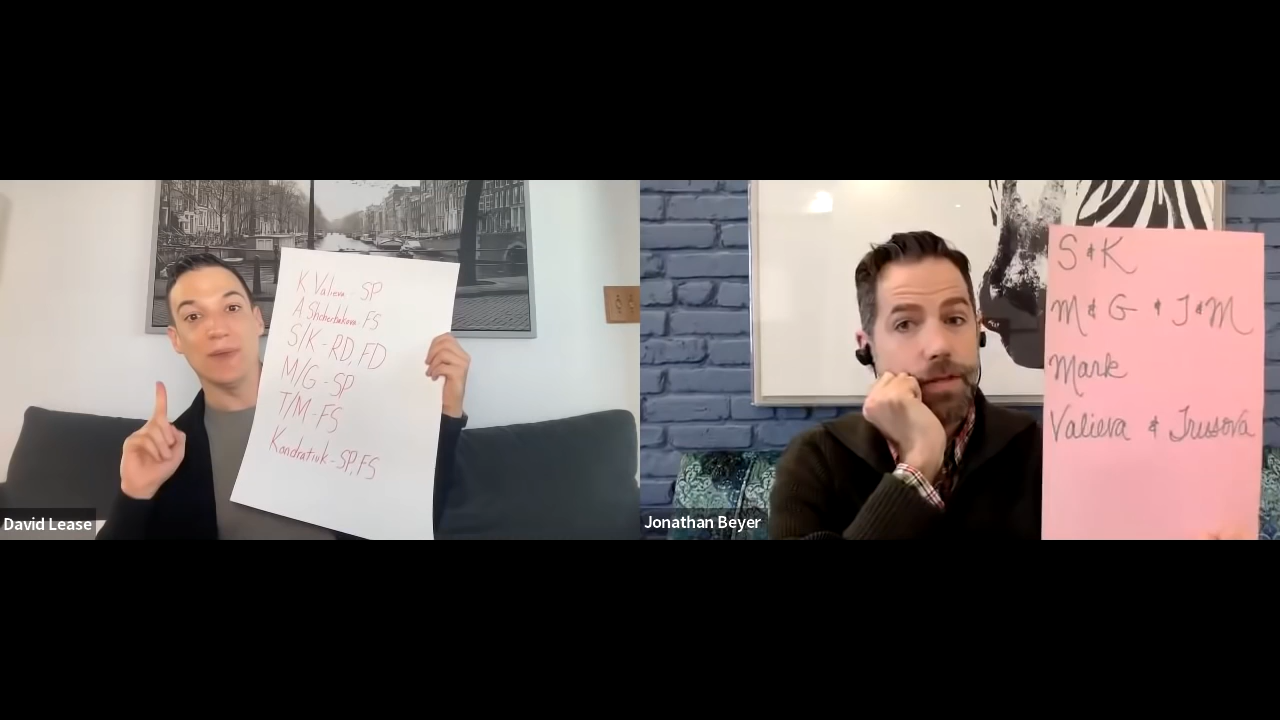 K Valieva - SP
A Shcherbakova - FS
S/K - RD, FD
M/G - SP
T/M - FS
Kondratiuk - SP, FS
David Lease
S & K
M & G & T & M
Mark
Valieva & Trusova
Jonathan Beyer